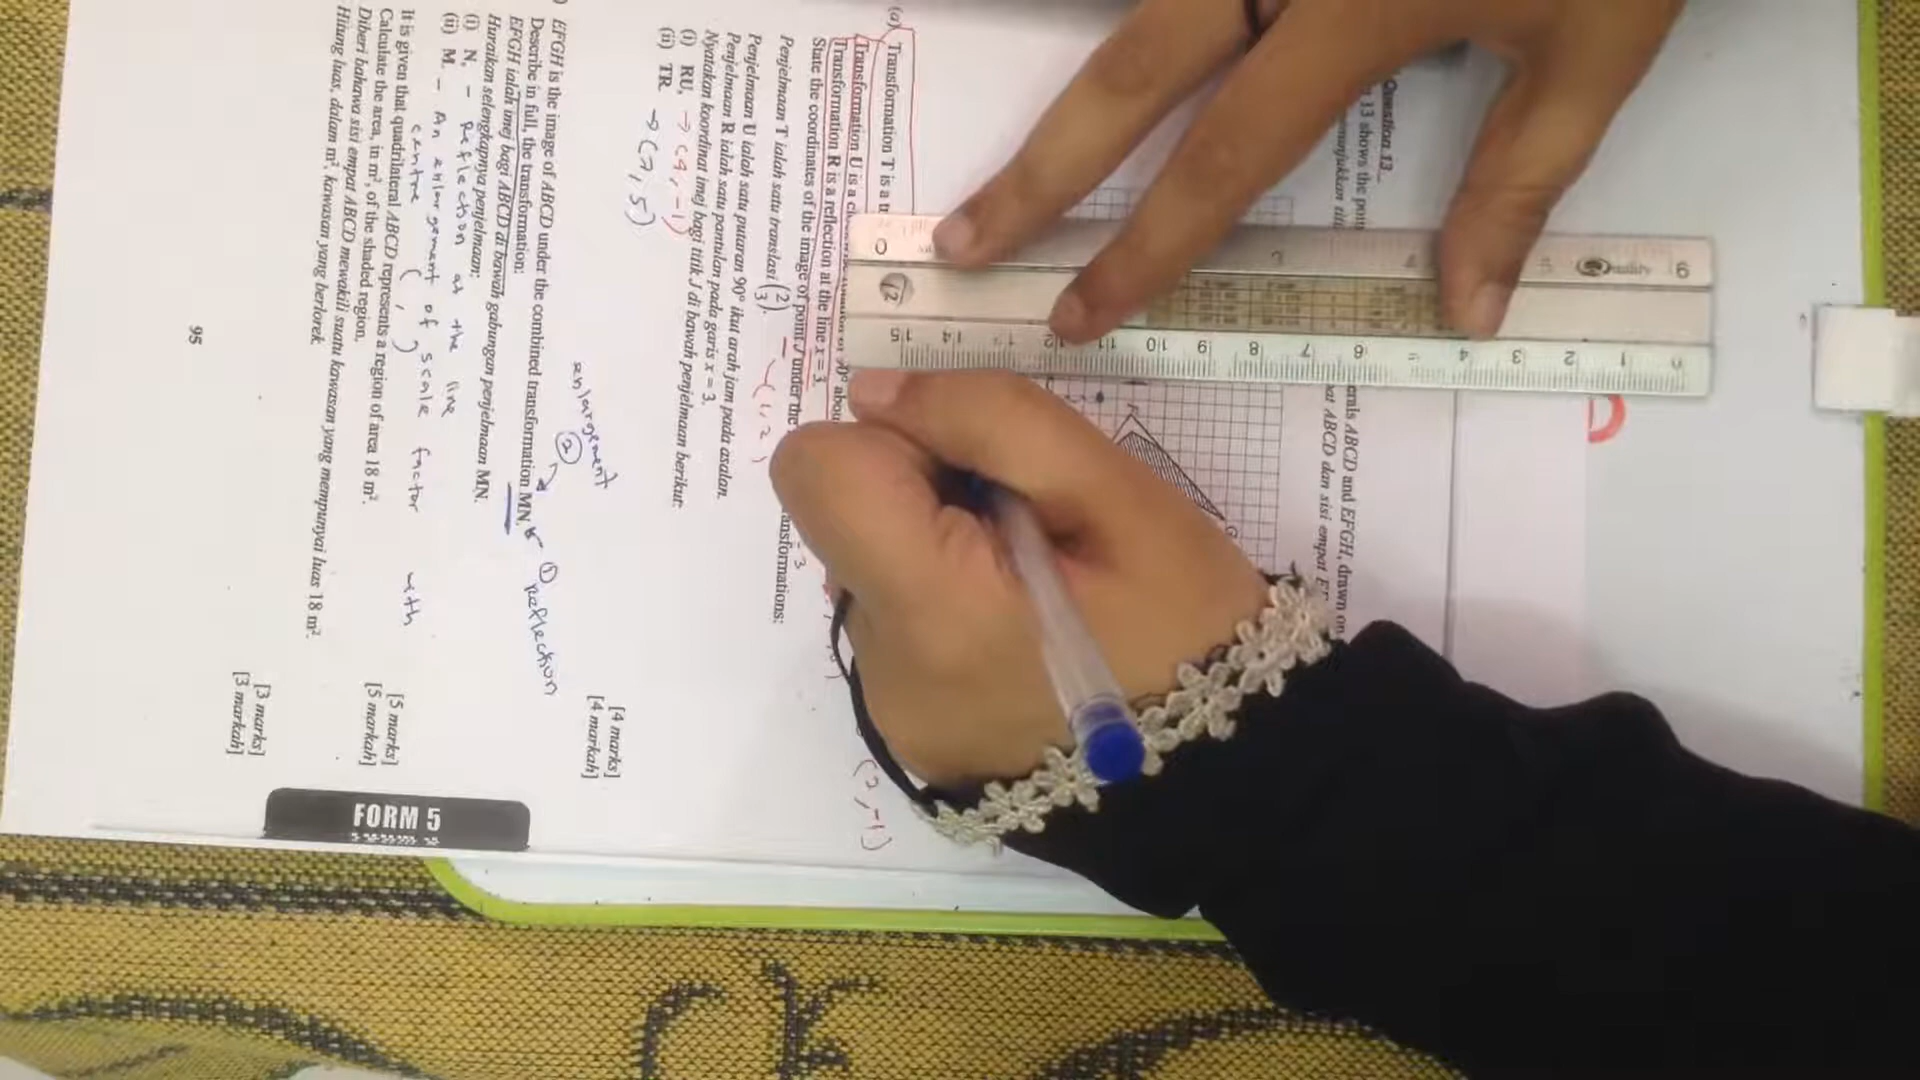 Question 13
13 shows the
erals ABCD and EFGH, drawn on
at ABCD dan sisi empat
(a) Transformation T is a
Transformation U is a
90° abou
Transformation R is a reflection at the line x = 3
State the coordinates of the image of point J under the
ansformations:
Penjelmaan T ialah satu translasi (2 3).
(1, 2)
Penjelmaan U ialah satu putaran 90° ikut arah jam pada asalan.
Penjelmaan R ialah satu pantulan pada garis x = 3.
Nyatakan koordinat imej bagi titik J di bawah penjelmaan berikut:
(i) RU, → (4, -1)
(ii) TR → (7, 5)
(2, -1)
[4 marks]
[4 markah]
enlargement
②
① Reflection
EFGH is the image of ABCD under the combined transformation MN.
Describe in full, the transformation:
EFGH ialah imej bagi ABCD di bawah gabungan penjelmaan MN.
Huraikan selengkapnya penjelmaan:
(i) N, - Reflection at the line
(ii) M. - An enlargement of scale factor with
centre ( , )
[5 marks]
[5 markah]
It is given that quadrilateral ABCD represents a region of area 18 m².
Calculate the area, in m², of the shaded region.
Diberi bahawa sisi empat ABCD mewakili suatu kawasan yang mempunyai luas 18 m².
Hitung luas, dalam m², kawasan yang berlorek.
[3 marks]
[3 markah]
95
FORM 5